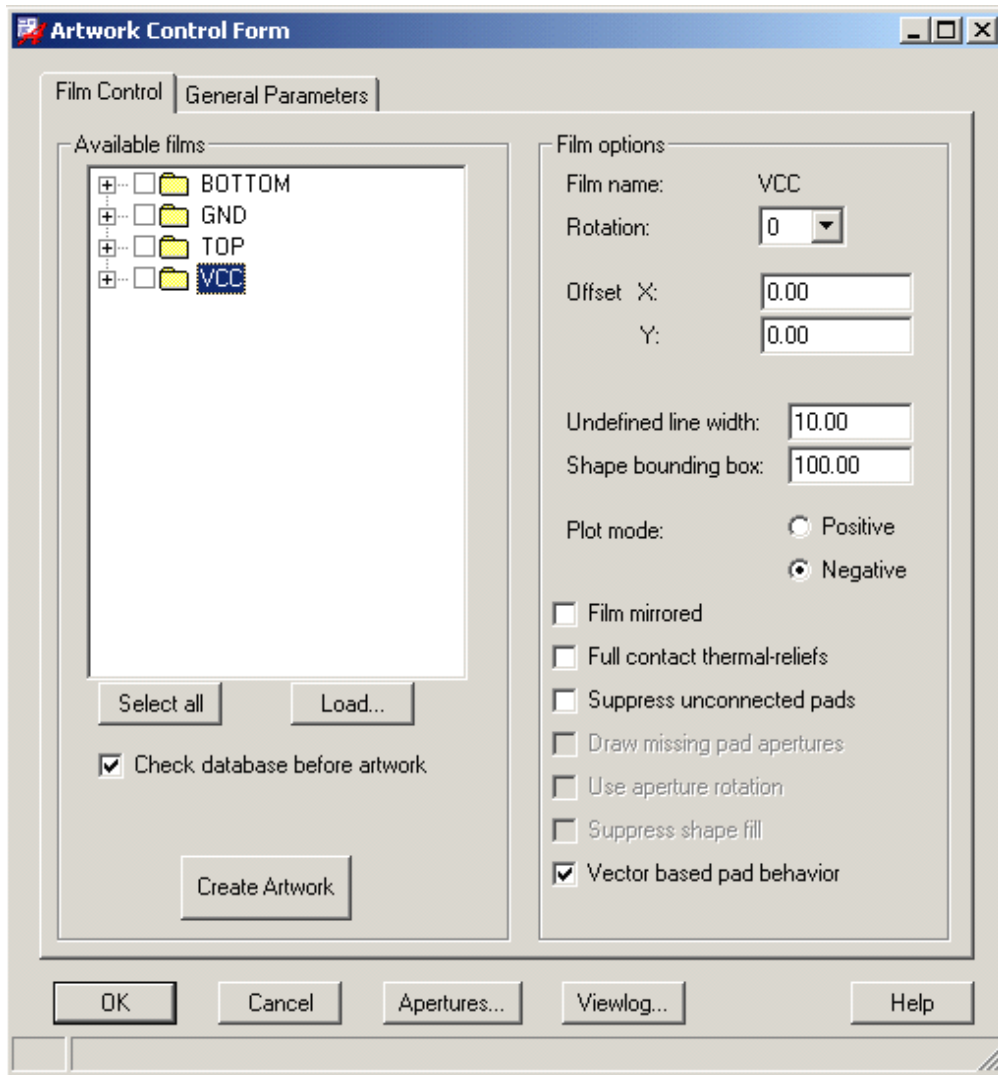 Artwork Control Form
Film Control
General Parameters
Available films
BOTTOM
GND
TOP
VCC
Select all
Load...
Check database before artwork
Create Artwork
Film options
Film name: VCC
Rotation: 0
Offset X: 0.00
Y: 0.00
Undefined line width: 10.00
Shape bounding box: 100.00
Plot mode: Positive
Negative
Film mirrored
Full contact thermal-reliefs
Suppress unconnected pads
Draw missing pad apertures
Use aperture rotation
Suppress shape fill
Vector based pad behavior
OK
Cancel
Apertures...
Viewlog...
Help